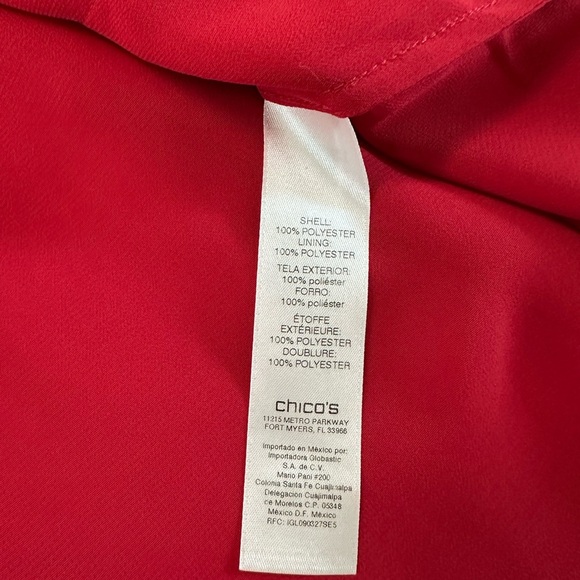 SHELL:
100% POLYESTER
LINING:
100% POLYESTER
TELA EXTERIOR:
100% poliéster
FORRO:
100% poliéster
ÉTOFFE
EXTÉRIEURE:
100% POLYESTER
DOUBLURE:
100% POLYESTER
chico's
11215 METRO PARKWAY
FORT MYERS, FL 33966
Importado en México por:
Importadora Globastic
S.A. de C.V.
Mario Pani #200
Colonia Santa Fe Cuajimalpa
Delegacion Cuajimalpa
de Morelos C.P. 05348
México D.F. México
RFC: IGL090327SE5